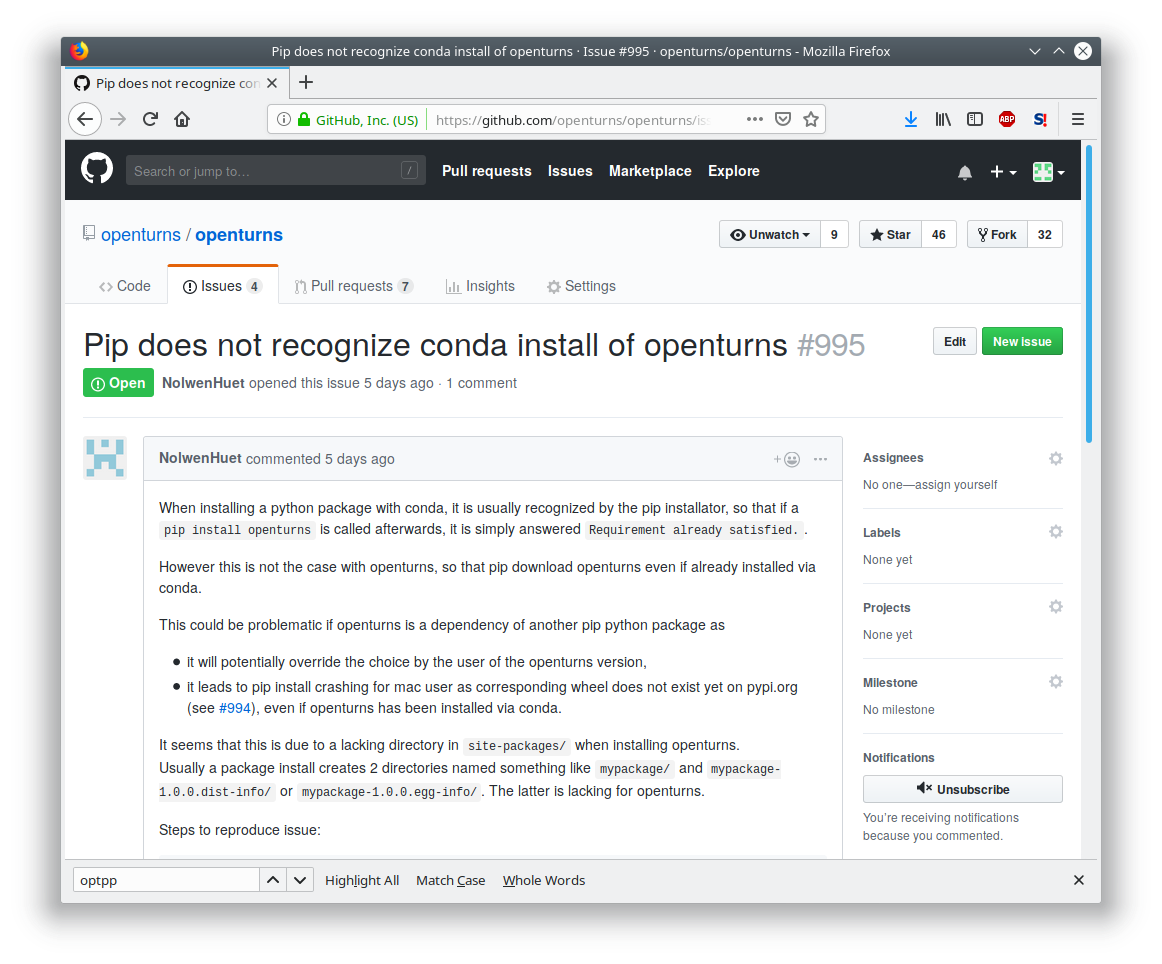 Pip does not recognize conda install of openturns · Issue #995 · openturns/openturns - Mozilla Firefox
Pip does not recognize con
GitHub, Inc. (US) https://github.com/openturns/openturns/is ABP S!
Search or jump to… / Pull requests Issues Marketplace Explore
openturns / openturns Unwatch 9 Star 46 Fork 32
Code Issues 4 Pull requests 7 Insights Settings
Pip does not recognize conda install of openturns #995 Edit New issue
Open NolwenHuet opened this issue 5 days ago · 1 comment
NolwenHuet commented 5 days ago
When installing a python package with conda, it is usually recognized by the pip installator, so that if a
pip install openturns is called afterwards, it is simply answered Requirement already satisfied. .
However this is not the case with openturns, so that pip download openturns even if already installed via
conda.
This could be problematic if openturns is a dependency of another pip python package as
it will potentially override the choice by the user of the openturns version,
it leads to pip install crashing for mac user as corresponding wheel does not exist yet on pypi.org
(see #994), even if openturns has been installed via conda.
It seems that this is due to a lacking directory in site-packages/ when installing openturns.
Usually a package install creates 2 directories named something like mypackage/ and mypackage-
1.0.0.dist-info/ or mypackage-1.0.0.egg-info/. The latter is lacking for openturns.
Steps to reproduce issue:
Assignees
No one—assign yourself
Labels
None yet
Projects
None yet
Milestone
No milestone
Notifications
Unsubscribe
You're receiving notifications
because you commented.
optpp Highlight All Match Case Whole Words